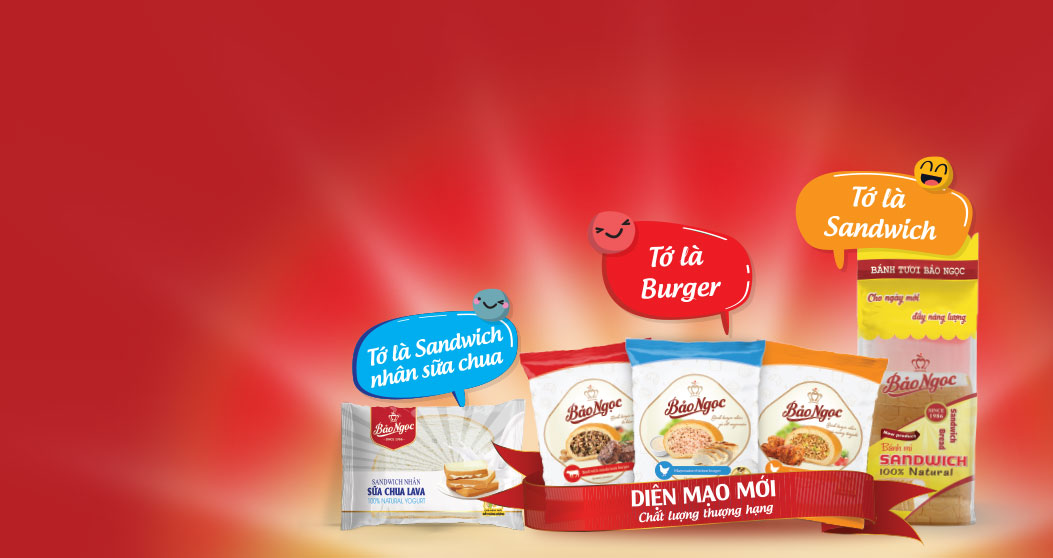 Tớ là
Sandwich
Tớ là
Burger
Tớ là Sandwich
nhân sữa chua
BÁNH TƯƠI BẢO NGỌC
Cho ngày mới
đầy năng lượng
Bảo Ngọc
SINCE
1986
Sandwich
Bread
New product
Bánh mì
SANDWICH
100% Natural
Bảo Ngọc
Bảo Ngọc
Bảo Ngọc
Bảo Ngọc
SINCE 1986
SANDWICH NHÂN
SỮA CHUA LAVA
100% NATURAL YOGURT
DIỆN MẠO MỚI
Chất lượng thượng hạng